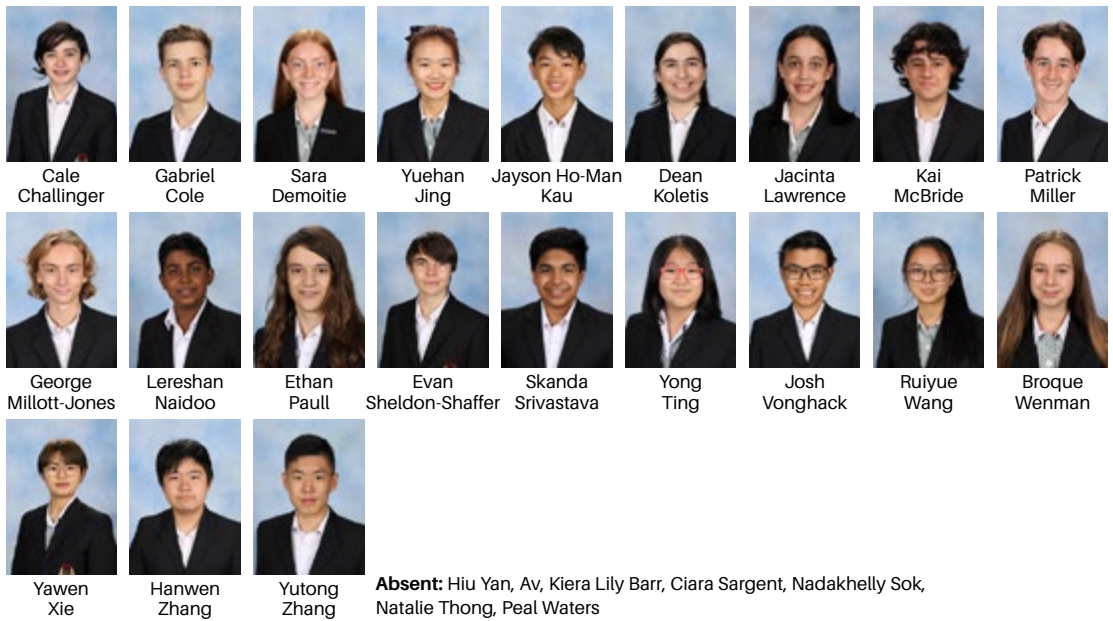 Cale
Challinger
Gabriel
Cole
Sara
Demoitie
Yuehan
Jing
Jayson Ho-Man
Kau
Dean
Koletis
Jacinta
Lawrence
Kai
McBride
Patrick
Miller
George
Millott-Jones
Lereshan
Naidoo
Ethan
Paull
Evan
Sheldon-Shaffer
Skanda
Srivastava
Yong
Ting
Josh
Vonghack
Ruiyue
Wang
Broque
Wenman
Yawen
Xie
Hanwen
Zhang
Yutong
Zhang
Absent: Hiu Yan, Av, Kiera Lily Barr, Ciara Sargent, Nadakhelly Sok,
Natalie Thong, Peal Waters